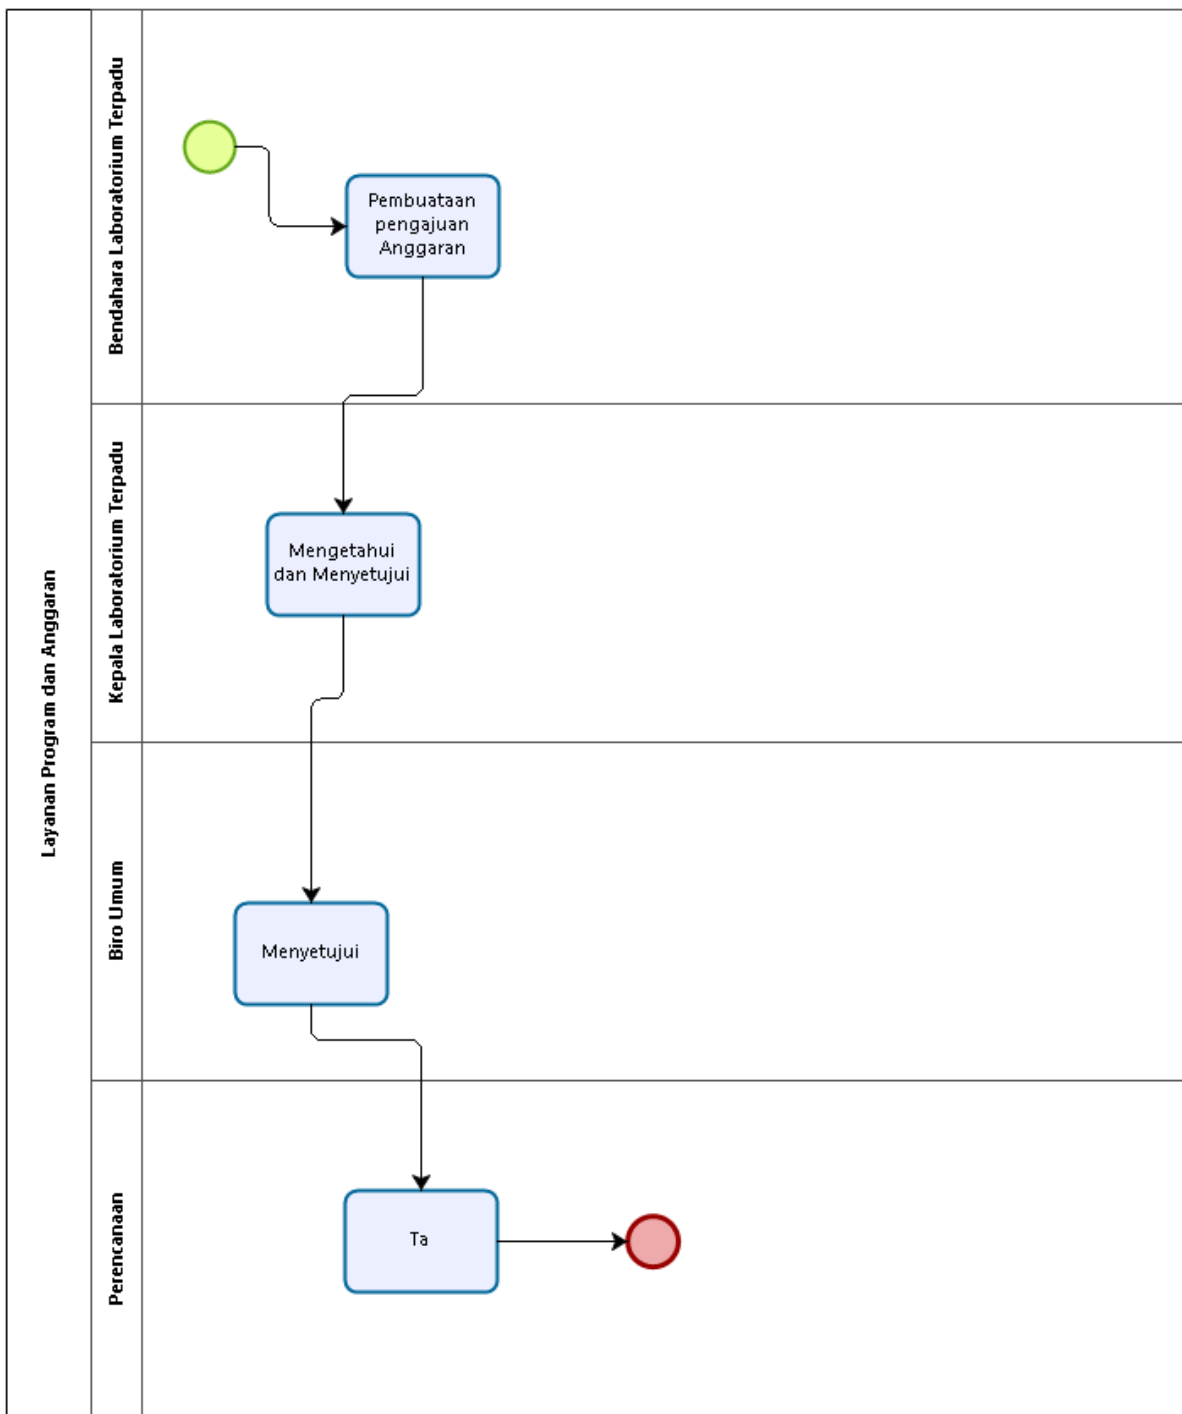 Layanan Program dan Anggaran
Bendahara Laboratorium Terpadu
Pembuataan
pengajuan
Anggaran
Kepala Laboratorium Terpadu
Mengetahui
dan Menyetujui
Biro Umum
Menyetujui
Perencanaan
Ta